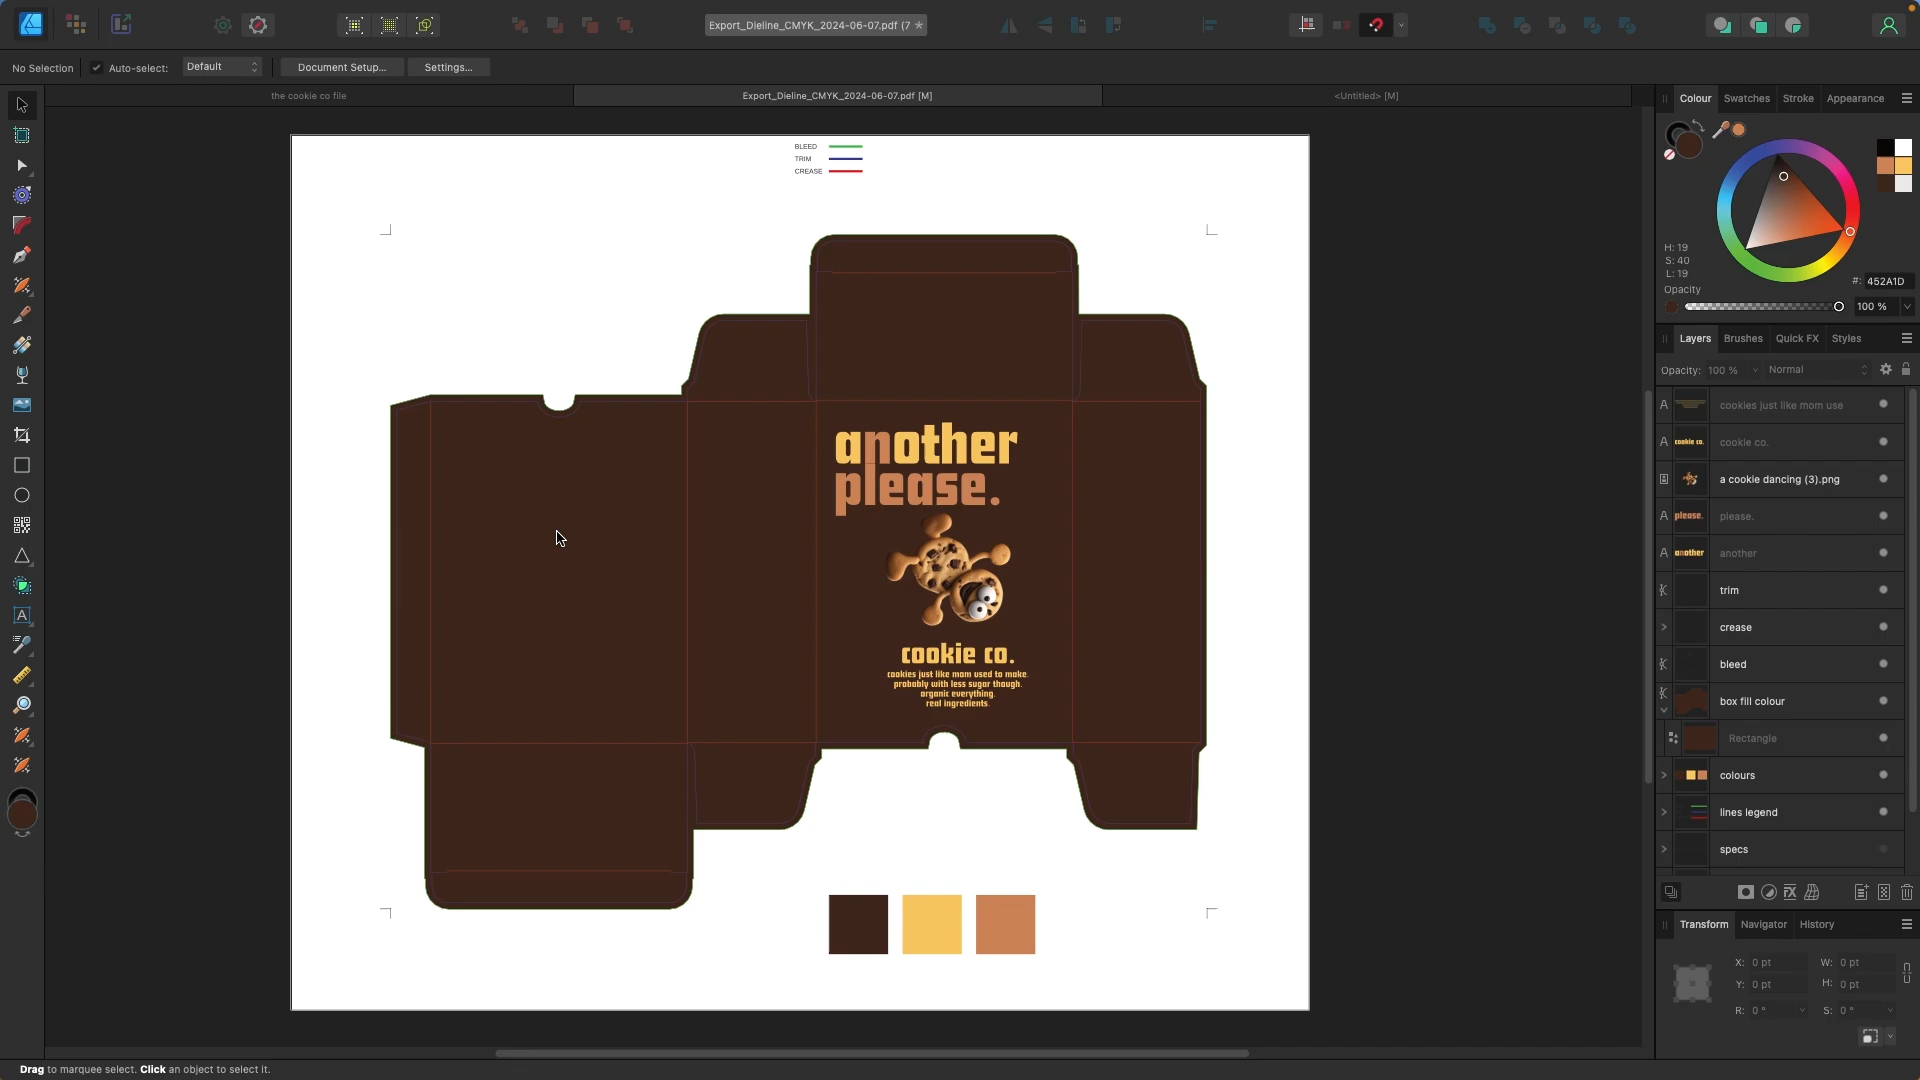 Export_Dieline_CMYK_2024-06-07.pdf (7 *
No Selection
Auto-select:
Default
Document Setup...
Settings...
the cookie co file
Export_Dieline_CMYK_2024-06-07.pdf [M]
<Untitled> [M]
BLEED
TRIM
CREASE
another
please.
cookie co.
cookies just like mom used to make.
probably with less sugar though.
organic everything.
real ingredients.
Colour
Swatches
Stroke
Appearance
H: 19
S: 40
L: 19
#: 452A1D
Opacity
100 %
Layers
Brushes
Quick FX
Styles
Opacity: 100 %
Normal
A cookies just like mom use
A cookie co. cookie co.
a cookie dancing (3).png
A please. please.
A another another
trim
crease
bleed
box fill colour
Rectangle
colours
lines legend
specs
Transform
Navigator
History
X: 0 pt
W: 0 pt
Y: 0 pt
H: 0 pt
R: 0 °
S: 0 °
Drag to marquee select. Click an object to select it.